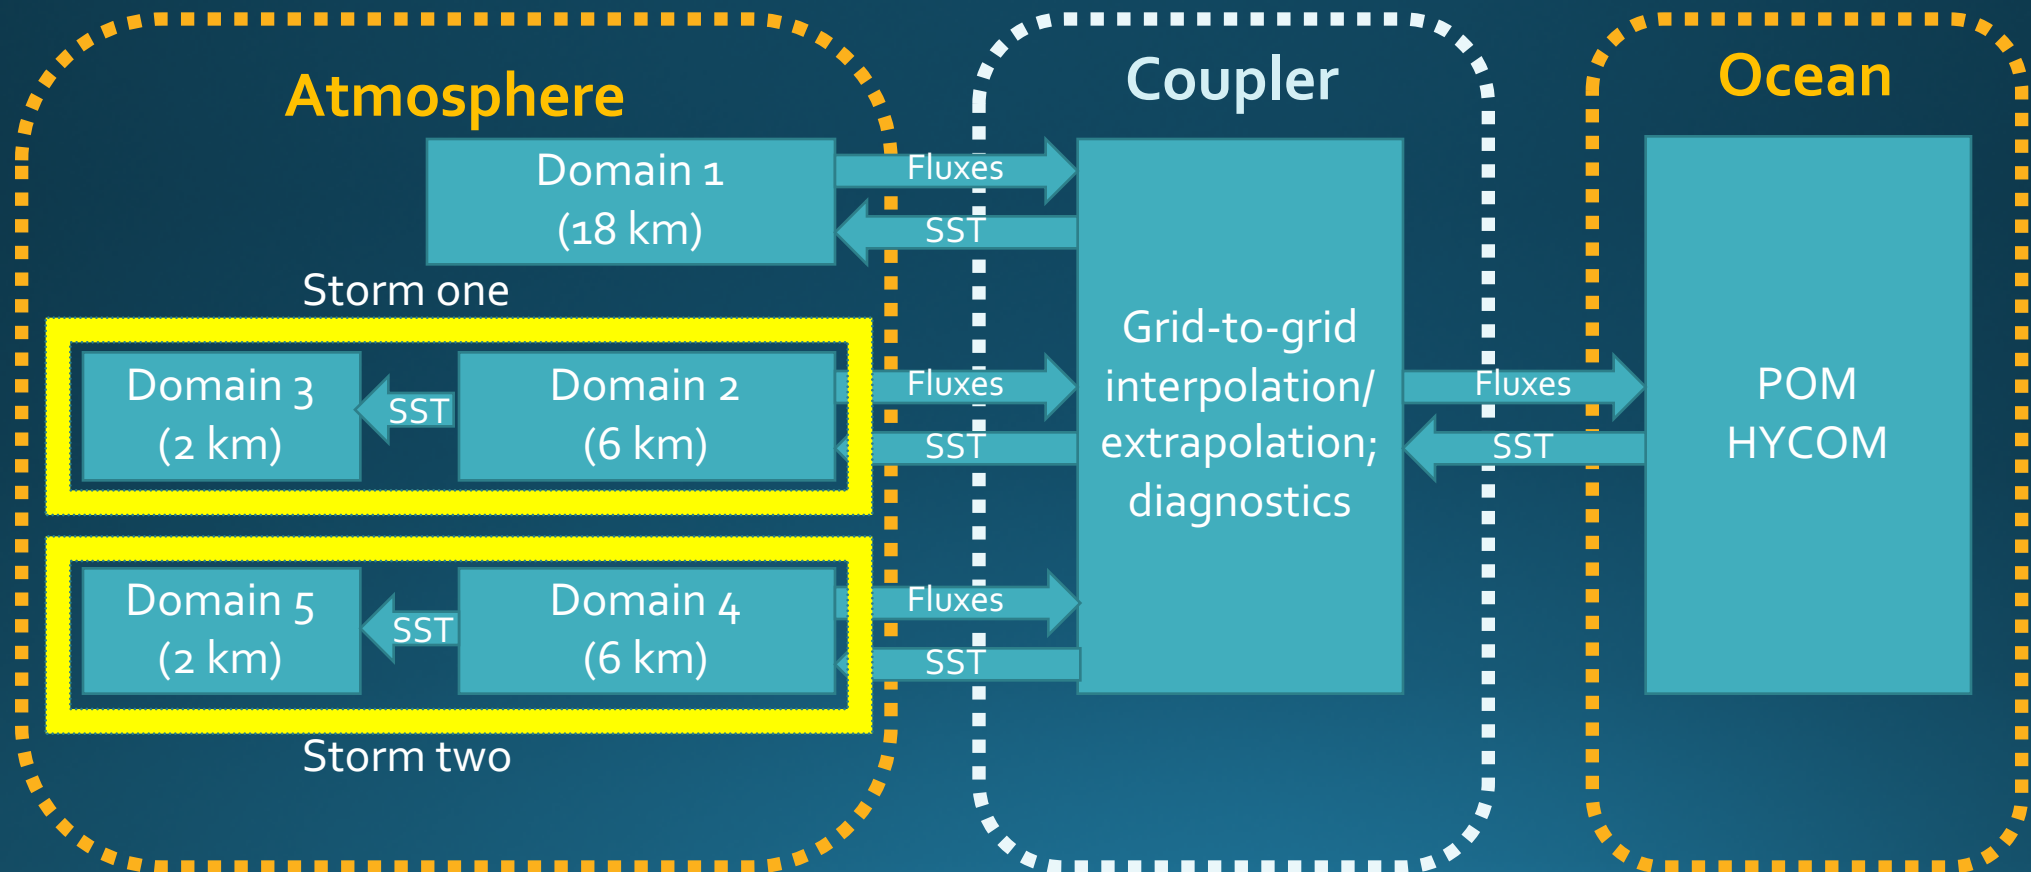 Atmosphere
Domain 1
(18 km)
Fluxes
SST
Storm one
Domain 3
(2 km)
SST
Domain 2
(6 km)
Fluxes
SST
Domain 5
(2 km)
SST
Domain 4
(6 km)
Fluxes
SST
Storm two
Coupler
Grid-to-grid
interpolation/
extrapolation;
diagnostics
Fluxes
SST
Ocean
POM
HYCOM